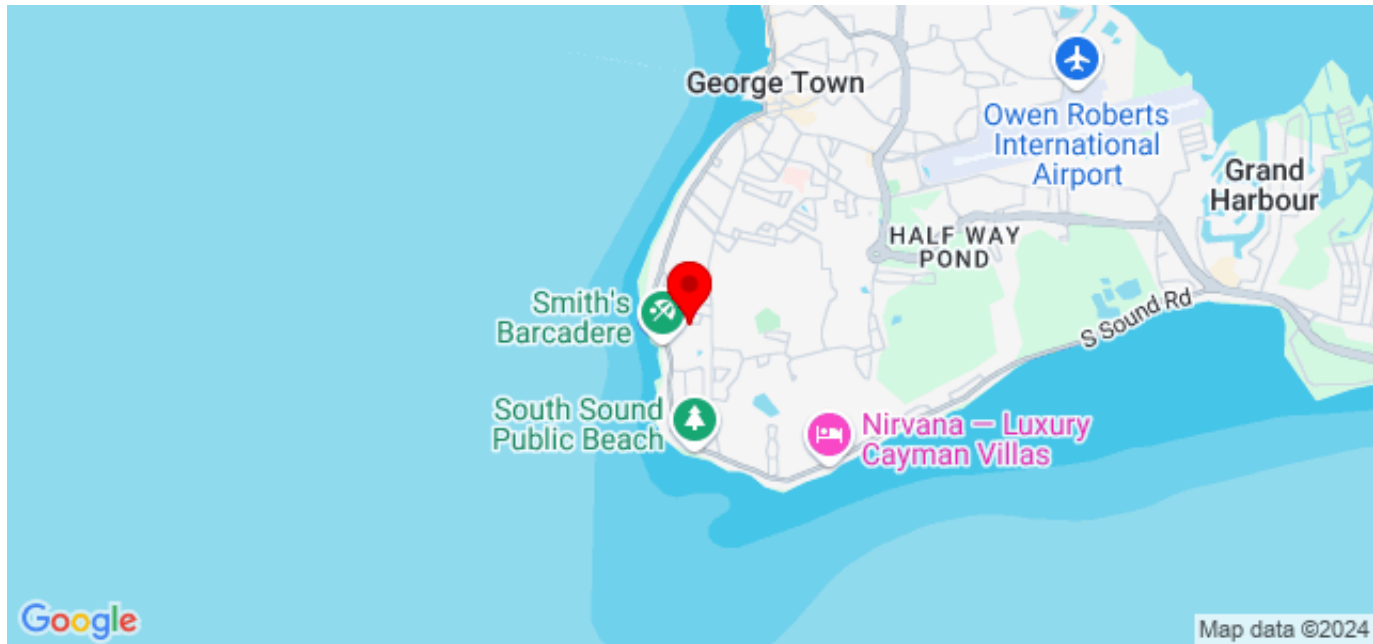 George Town
Owen Roberts
International
Airport
Grand
Harbour
HALF WAY
POND
Smith's
Barcadere
S Sound Rd
South Sound
Public Beach
Nirvana — Luxury
Cayman Villas
Google
Map data ©2024